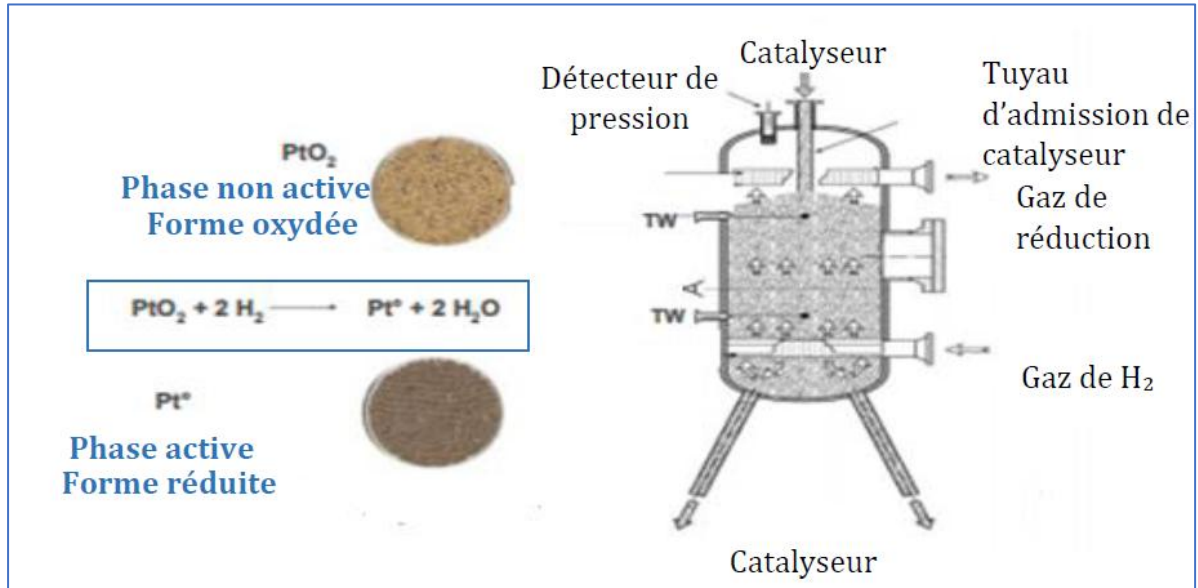 PtO₂
Phase non active
Forme oxydée
PtO₂ + 2 H₂ → Pt° + 2 H₂O
Pt°
Phase active
Forme réduite
Catalyseur
Détecteur de
pression
Tuyau
d'admission de
catalyseur
Gaz de
réduction
TW
TW
Gaz de H₂
Catalyseur